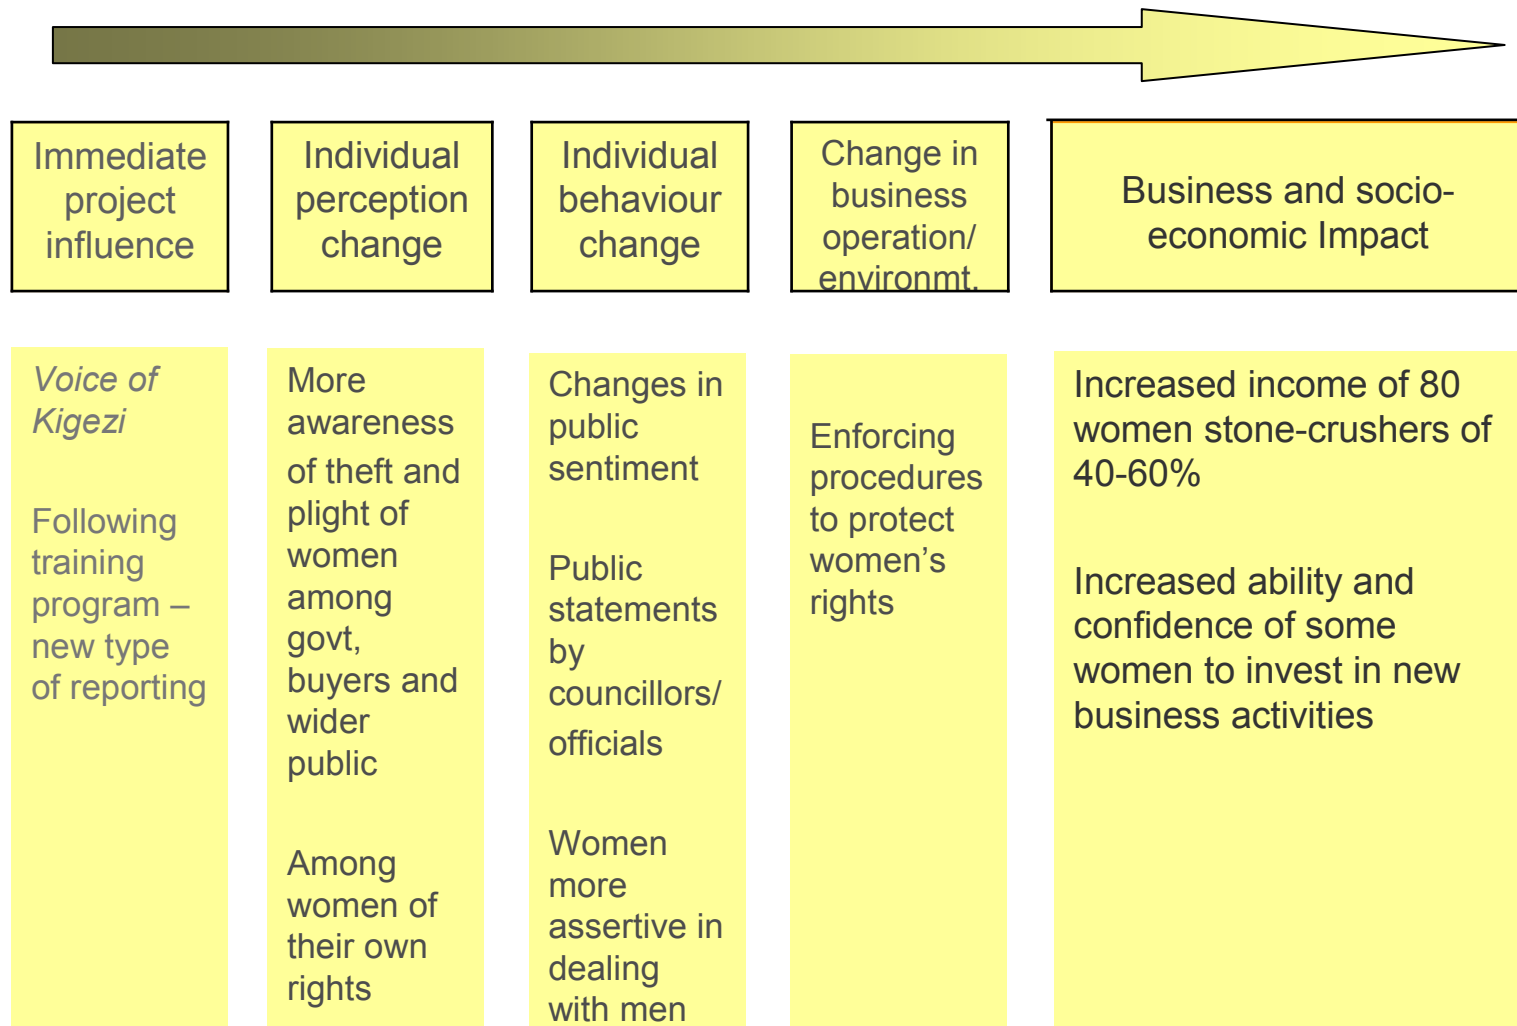 Immediate
project
influence
Individual
perception
change
Individual
behaviour
change
Change in
business
operation/
environmt.
Business and socio-
economic Impact
Voice of
Kigezi
Following
training
program –
new type
of reporting
More
awareness
of theft and
plight of
women
among
govt,
buyers and
wider
public
Among
women of
their own
rights
Changes in
public
sentiment
Public
statements
by
councillors/
officials
Women
more
assertive in
dealing
with men
Enforcing
procedures
to protect
women’s
rights
Increased income of 80
women stone-crushers of
40-60%
Increased ability and
confidence of some
women to invest in new
business activities